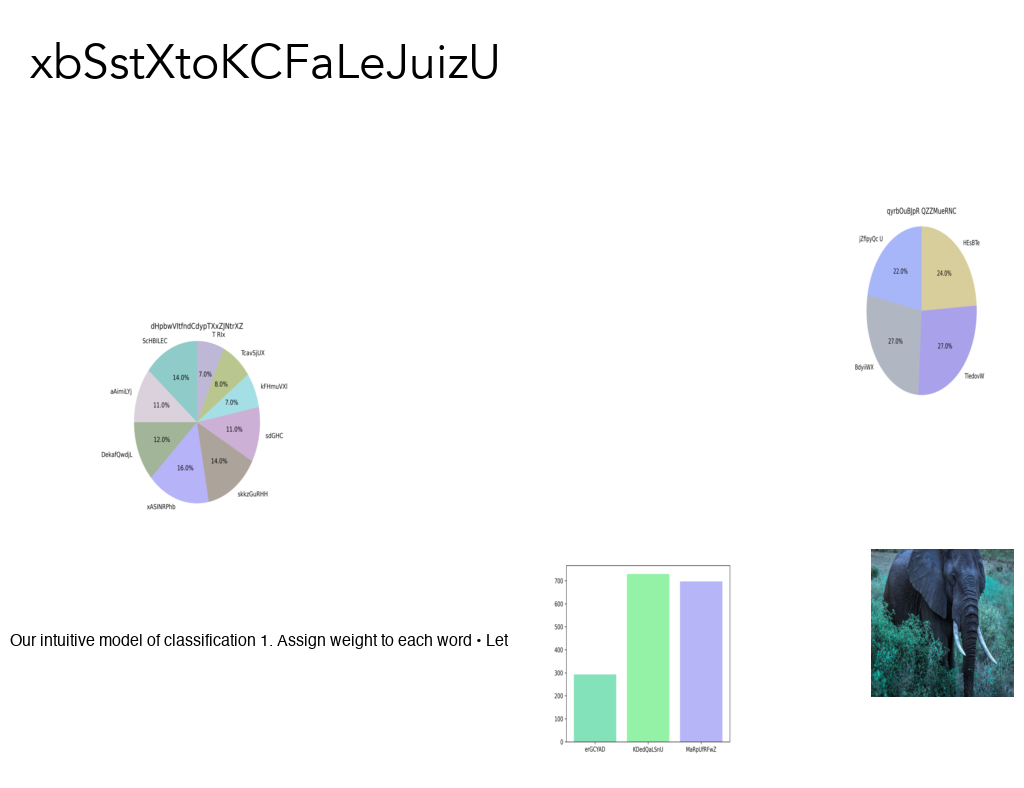 xbSstXtoKCFaLeJuizU
qyrbOuBJpR QZZMueRNC
jZfipyQc U
HEsBTe
22.0%
24.0%
27.0%
27.0%
BdyiiWX
TledovW
T Rlx
ScHBILEC
TcavSjUX
14.0%
7.0%
8.0%
kFHmuVXl
aAimiLYj
11.0%
7.0%
11.0%
sdGHC
12.0%
DekafQwdjL
14.0%
16.0%
skkzGuRHH
xASINRPhb
700
600
500
400
300
200
100
0
erGCYAD
KDedQaLSnU
MaRpUfRFwZ
Our intuitive model of classification 1. Assign weight to each word • Let